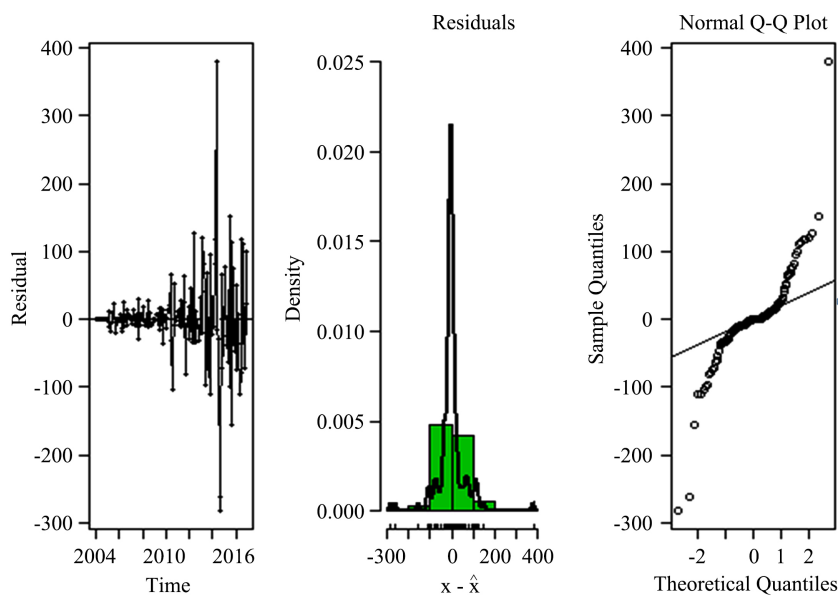 Residuals
Normal Q-Q Plot
400
300
200
100
0
-100
-200
-300
Residual
2004 2010 2016
Time
0.025
0.020
0.015
0.010
0.005
0.000
Density
-300 0 200 400
x - x̂
400
300
200
100
0
-100
-200
-300
Sample Quantiles
-2 0 1 2
Theoretical Quantiles